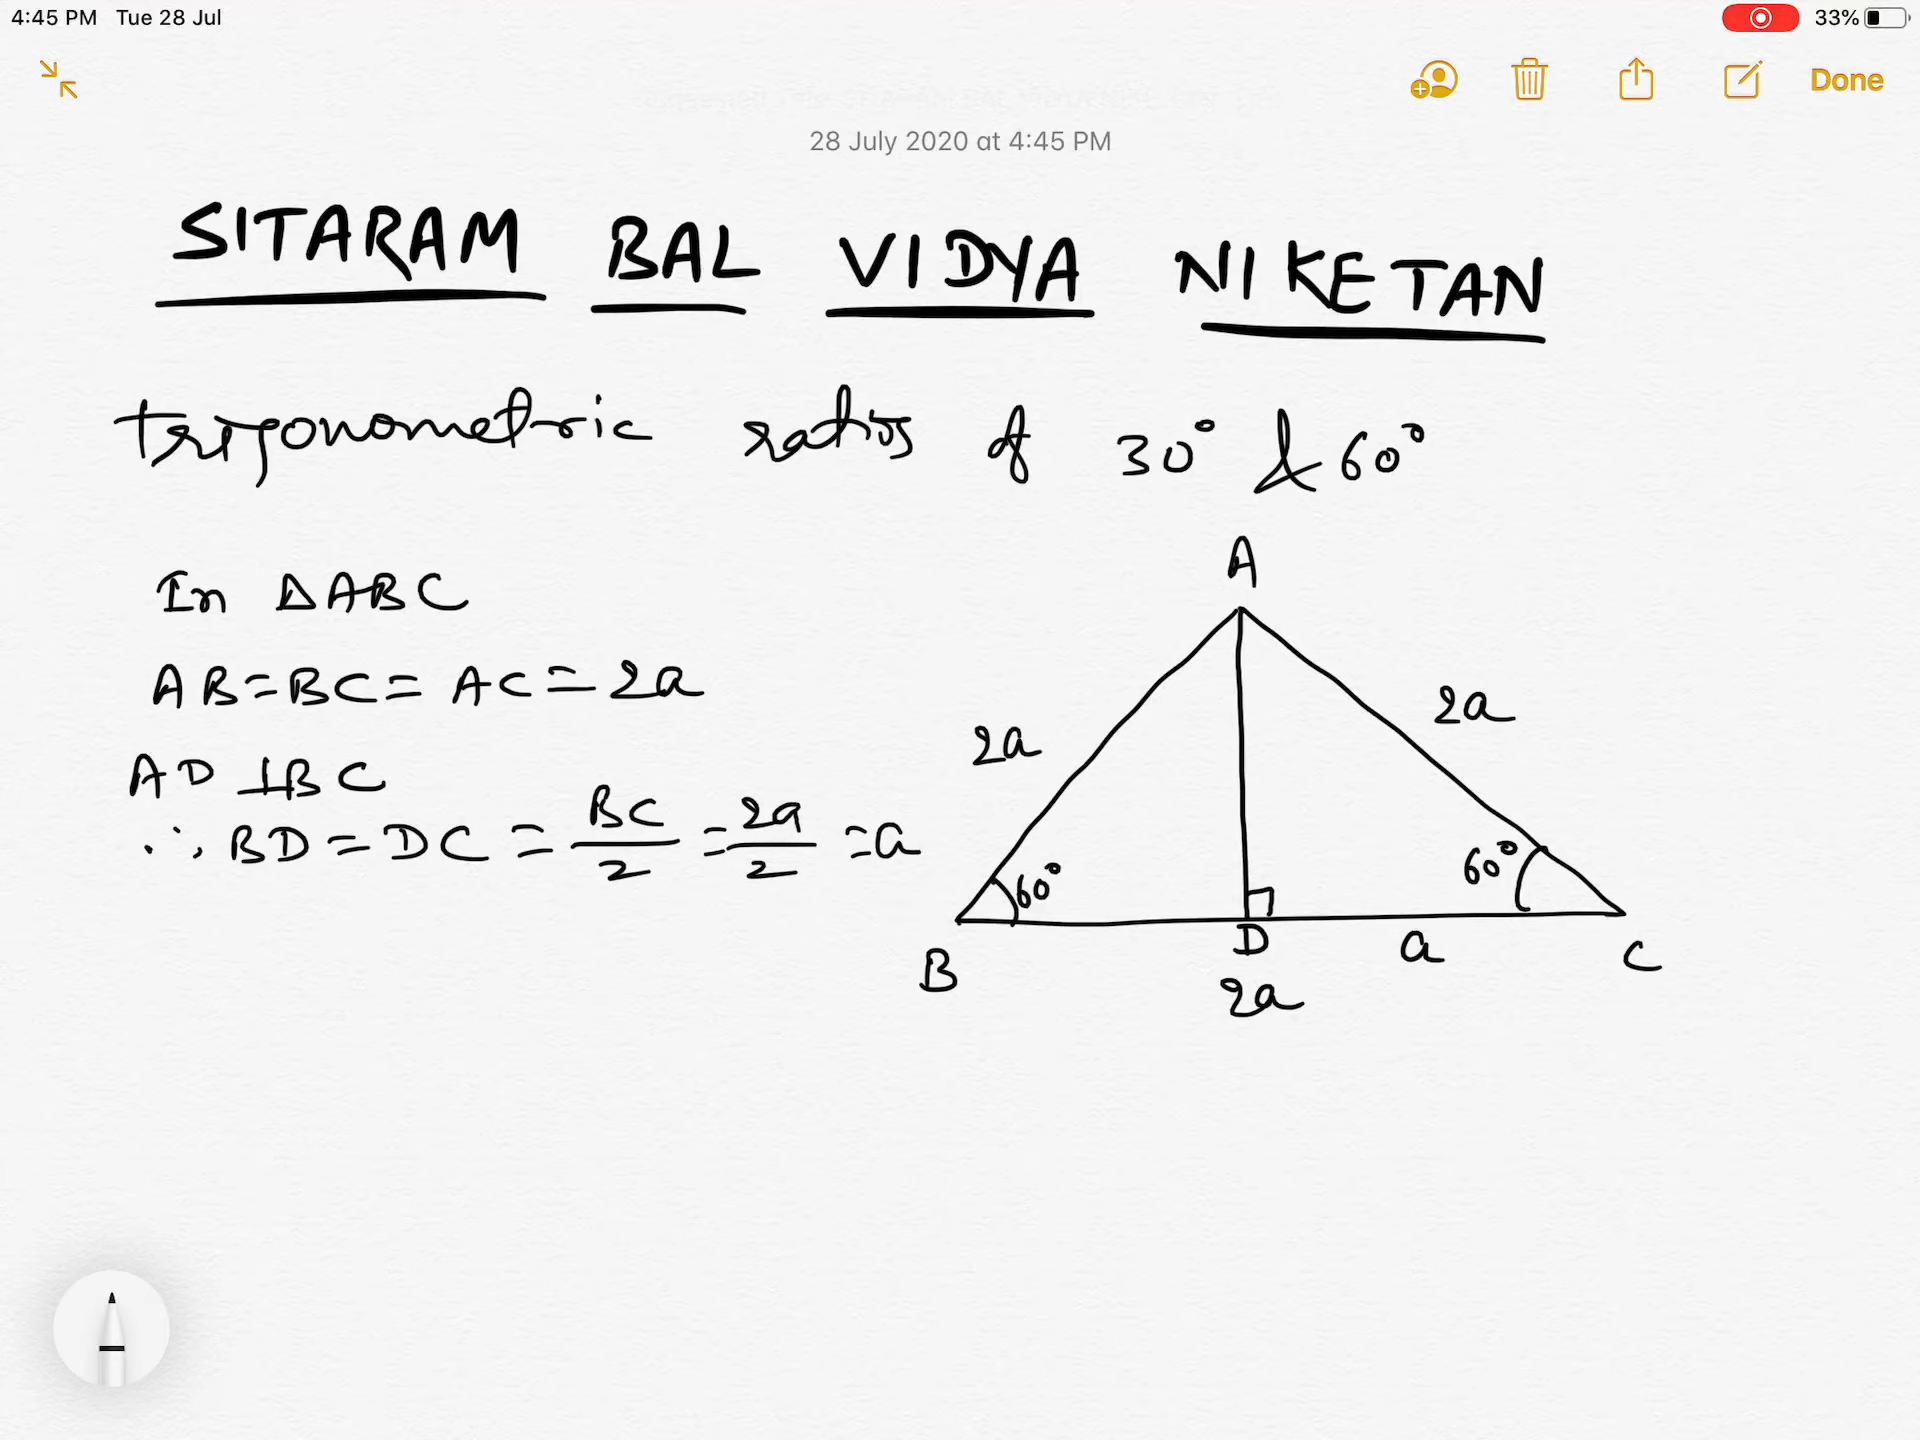 4:45 PM Tue 28 Jul
33%
Done
28 July 2020 at 4:45 PM
SITARAM BAL VIDYA NIKETAN
trigonometric ratios of 30° & 60°
In ΔABC
AB=BC=AC=2a
AD⊥BC
∴, BD=DC=BC/2=2a/2=a
A
2a
2a
60°
60°
B
D
a
C
2a